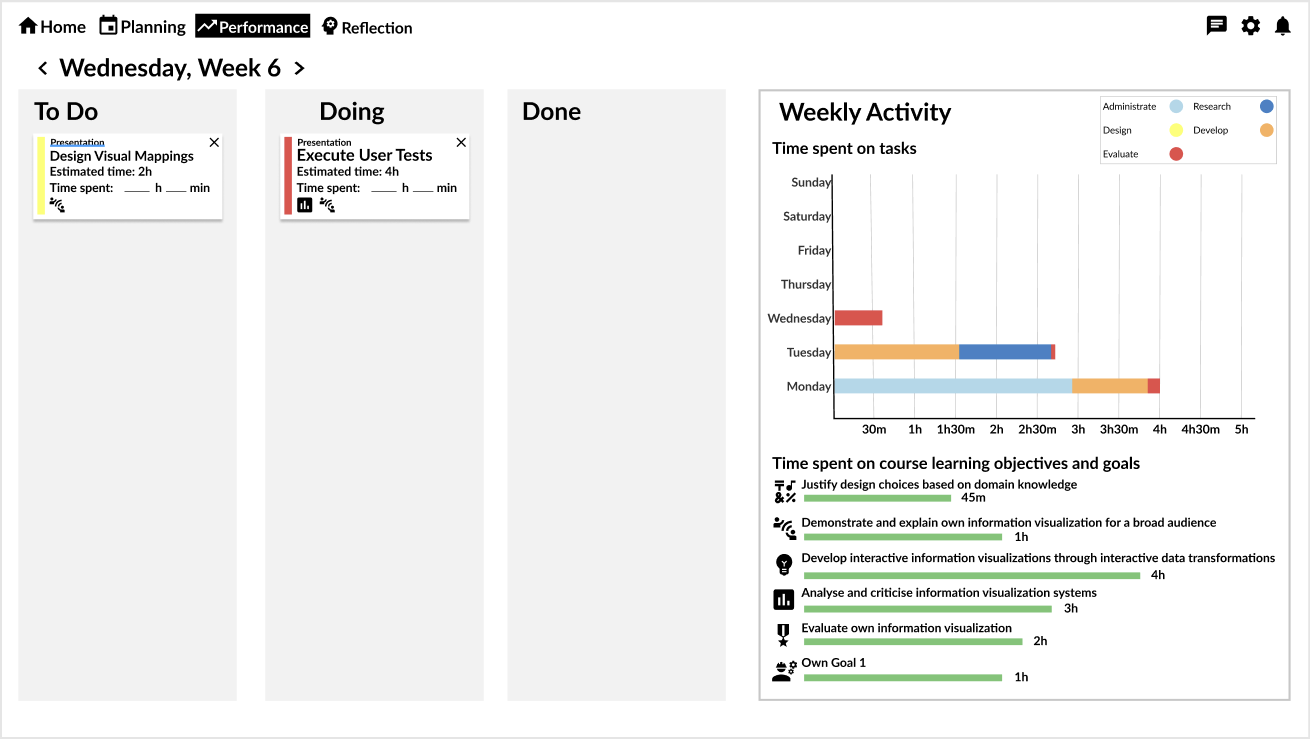 Home Planning Performance Reflection
Wednesday, Week 6
To Do
Presentation
Design Visual Mappings
Estimated time: 2h
Time spent: ____ h ____ min
Doing
Presentation
Execute User Tests
Estimated time: 4h
Time spent: ____ h ____ min
Done
Weekly Activity
Administrate Research
Design Develop
Evaluate
Time spent on tasks
Sunday
Saturday
Friday
Thursday
Wednesday
Tuesday
Monday
30m 1h 1h30m 2h 2h30m 3h 3h30m 4h 4h30m 5h
Time spent on course learning objectives and goals
Justify design choices based on domain knowledge
45m
Demonstrate and explain own information visualization for a broad audience
1h
Develop interactive information visualizations through interactive data transformations
4h
Analyse and criticise information visualization systems
3h
Evaluate own information visualization
2h
Own Goal 1
1h